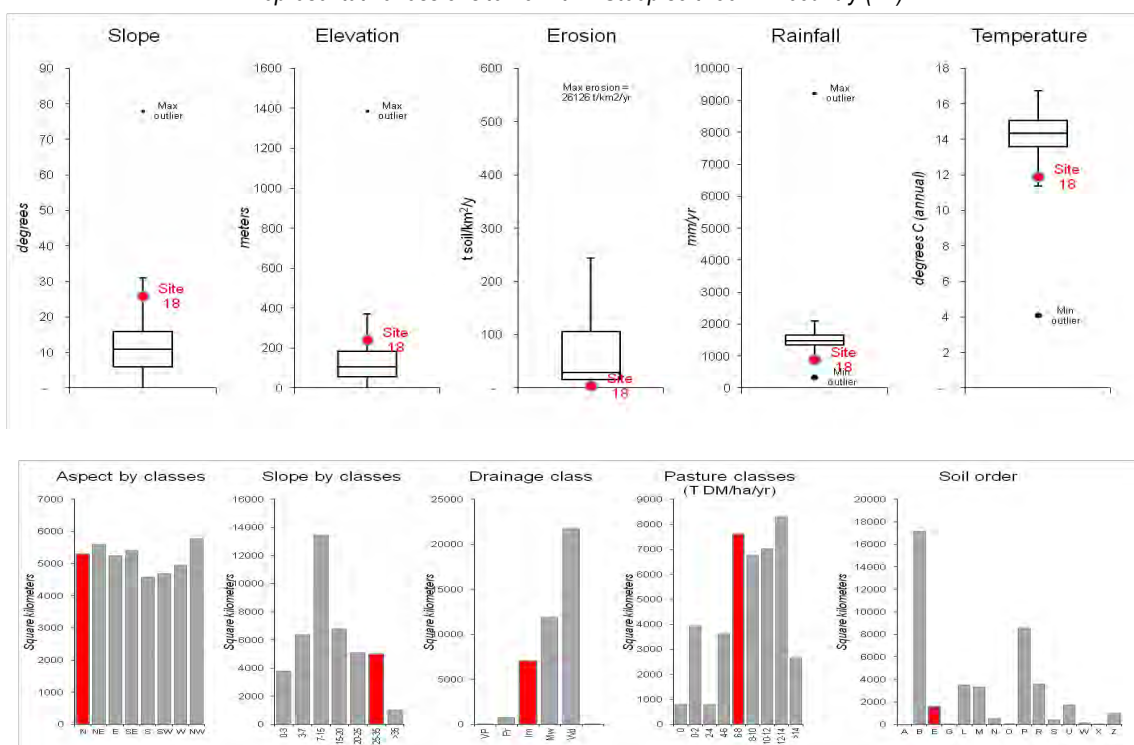 Slope
Elevation
Erosion
Rainfall
Temperature
90
80
70
60
50
40
30
20
10
-
degrees
Max
outlier
Site
18
1600
1400
1200
1000
800
600
400
200
-
meters
Max
outlier
Site
18
600
500
400
300
200
100
-
t soil/km2/y
Max erosion =
26126 t/km2/yr
Site
18
10000
9000
8000
7000
6000
5000
4000
3000
2000
1000
-
mm/yr
Max
outlier
Site
18
Min
outlier
18
16
14
12
10
8
6
4
2
-
degrees C (annual)
Site
18
Min
outlier
Aspect by classes
Slope by classes
Drainage class
Pasture classes
(T DM/ha/yr)
Soil order
7000
6000
5000
4000
3000
2000
1000
0
Square kilometers
N NE E SE S SW W NW
16000
14000
12000
10000
8000
6000
4000
2000
0
Square kilometers
0-3 3-7 7-15 15-20 20-25 25-35 >35
25000
20000
15000
10000
5000
0
Square kilometers
VP Pr Im Mw Wd
9000
8000
7000
6000
5000
4000
3000
2000
1000
0
Square kilometers
0 0-2 2-4 4-6 6-8 8-10 10-12 12-14 >14
20000
18000
16000
14000
12000
10000
8000
6000
4000
2000
0
Square kilometers
A B E G L M N O P R S U W X Z